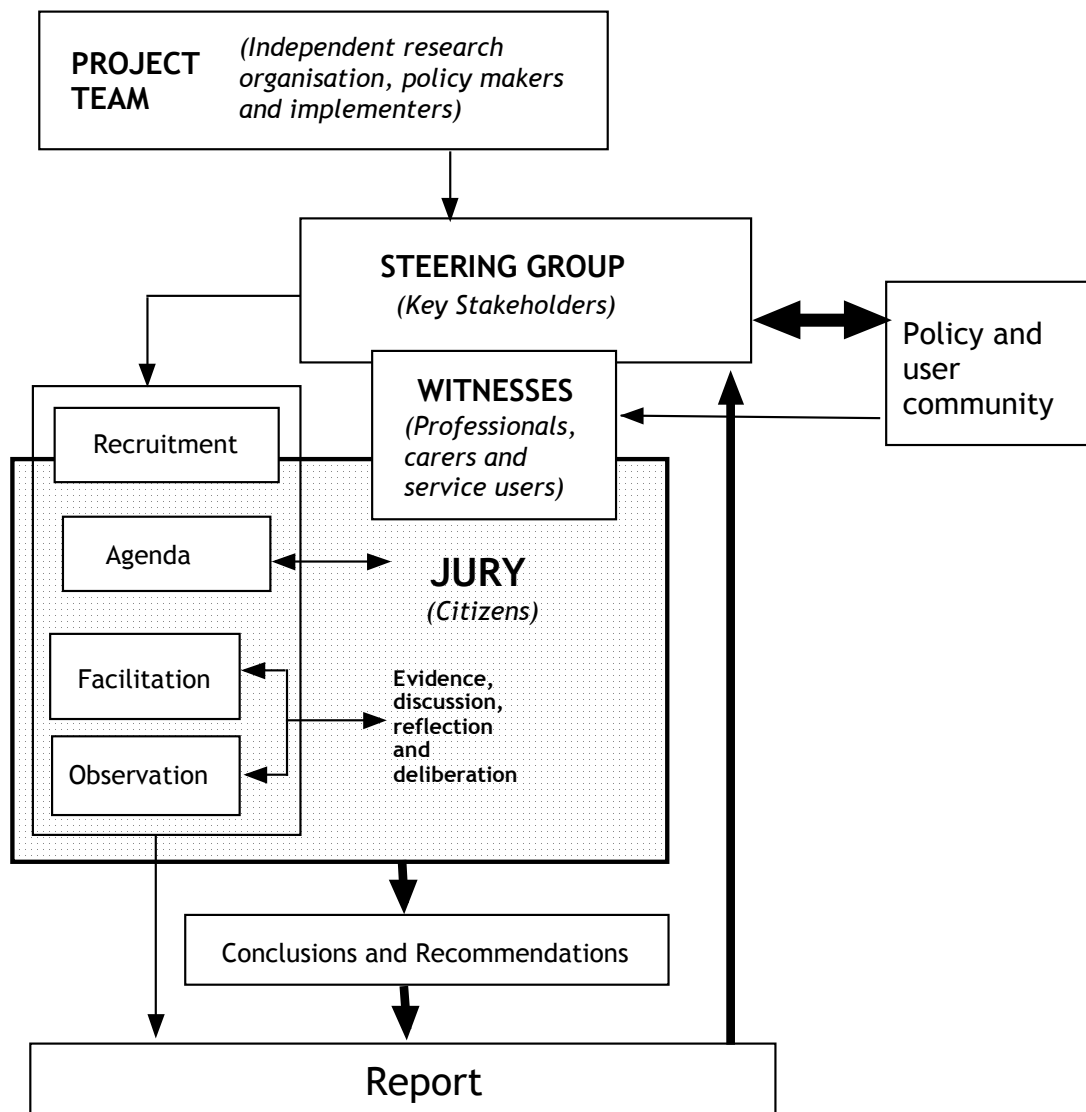 PROJECT
TEAM
(Independent research
organisation, policy makers
and implementers)
STEERING GROUP
(Key Stakeholders)
Policy and
user
community
WITNESSES
(Professionals,
carers and
service users)
Recruitment
Agenda
JURY
(Citizens)
Facilitation
Observation
Evidence,
discussion,
reflection
and
deliberation
Conclusions and Recommendations
Report